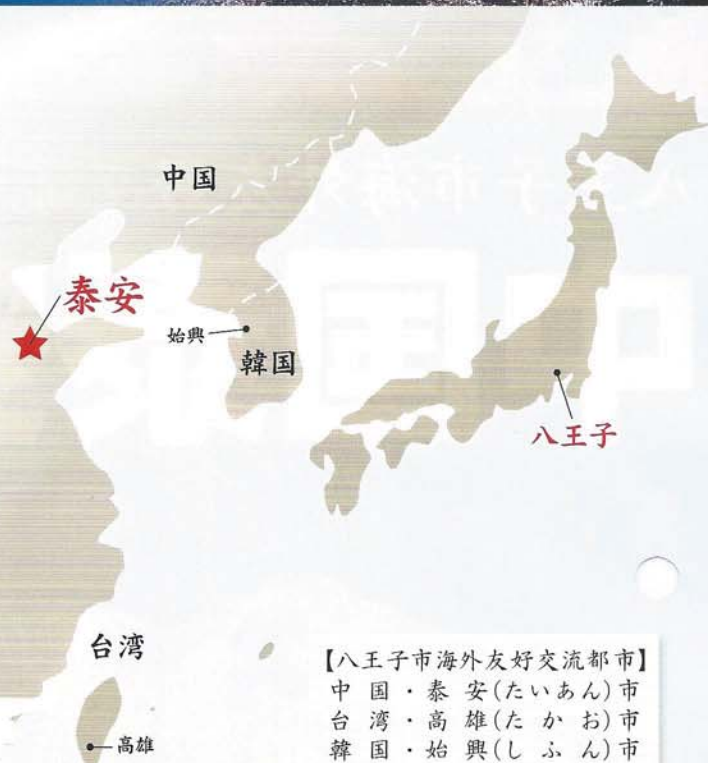 中国
泰安
始興
韓国
八王子
台湾
高雄
【八王子市海外友好交流都市】
中国・泰安(たいあん)市
台湾・高雄(たかお)市
韓国・始興(しふん)市